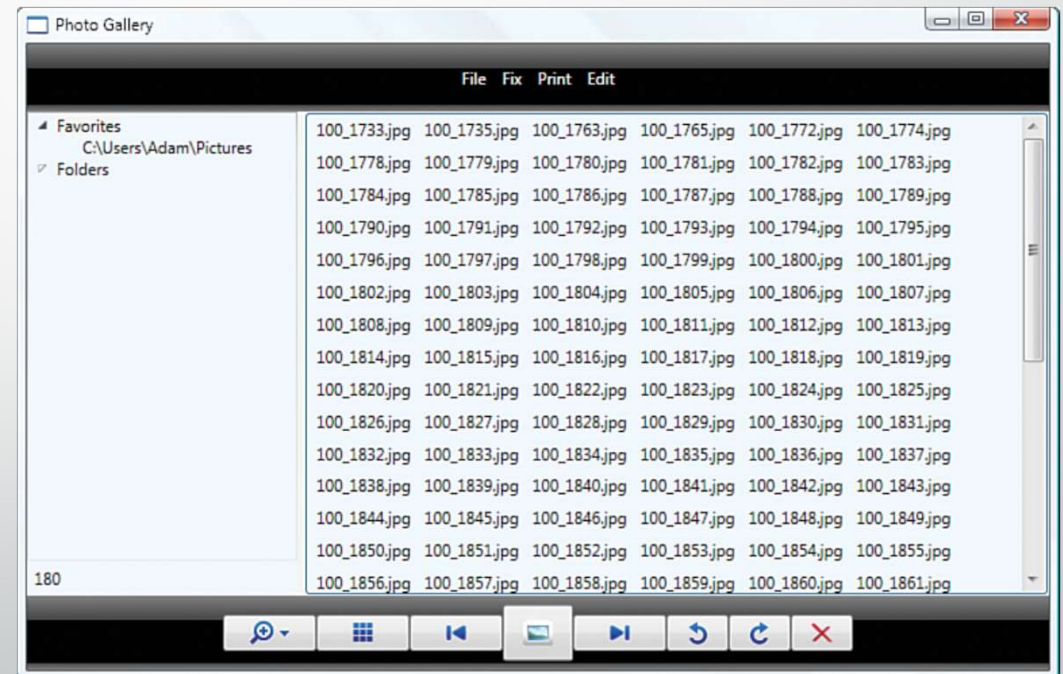 Photo Gallery
File Fix Print Edit
Favorites
C:\Users\Adam\Pictures
Folders
100_1733.jpg 100_1735.jpg 100_1763.jpg 100_1765.jpg 100_1772.jpg 100_1774.jpg
100_1778.jpg 100_1779.jpg 100_1780.jpg 100_1781.jpg 100_1782.jpg 100_1783.jpg
100_1784.jpg 100_1785.jpg 100_1786.jpg 100_1787.jpg 100_1788.jpg 100_1789.jpg
100_1790.jpg 100_1791.jpg 100_1792.jpg 100_1793.jpg 100_1794.jpg 100_1795.jpg
100_1796.jpg 100_1797.jpg 100_1798.jpg 100_1799.jpg 100_1800.jpg 100_1801.jpg
100_1802.jpg 100_1803.jpg 100_1804.jpg 100_1805.jpg 100_1806.jpg 100_1807.jpg
100_1808.jpg 100_1809.jpg 100_1810.jpg 100_1811.jpg 100_1812.jpg 100_1813.jpg
100_1814.jpg 100_1815.jpg 100_1816.jpg 100_1817.jpg 100_1818.jpg 100_1819.jpg
100_1820.jpg 100_1821.jpg 100_1822.jpg 100_1823.jpg 100_1824.jpg 100_1825.jpg
100_1826.jpg 100_1827.jpg 100_1828.jpg 100_1829.jpg 100_1830.jpg 100_1831.jpg
100_1832.jpg 100_1833.jpg 100_1834.jpg 100_1835.jpg 100_1836.jpg 100_1837.jpg
100_1838.jpg 100_1839.jpg 100_1840.jpg 100_1841.jpg 100_1842.jpg 100_1843.jpg
100_1844.jpg 100_1845.jpg 100_1846.jpg 100_1847.jpg 100_1848.jpg 100_1849.jpg
100_1850.jpg 100_1851.jpg 100_1852.jpg 100_1853.jpg 100_1854.jpg 100_1855.jpg
100_1856.jpg 100_1857.jpg 100_1858.jpg 100_1859.jpg 100_1860.jpg 100_1861.jpg
180